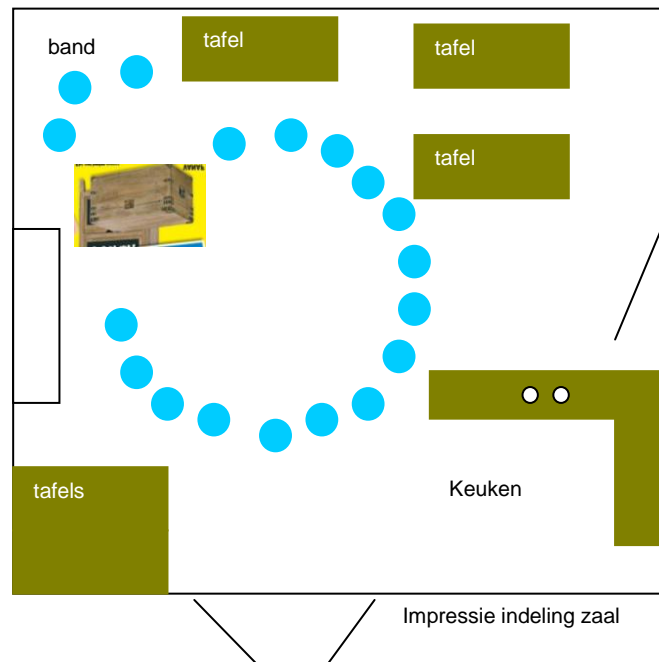 band
tafel
tafel
tafel
tafels
Keuken
Impressie indeling zaal